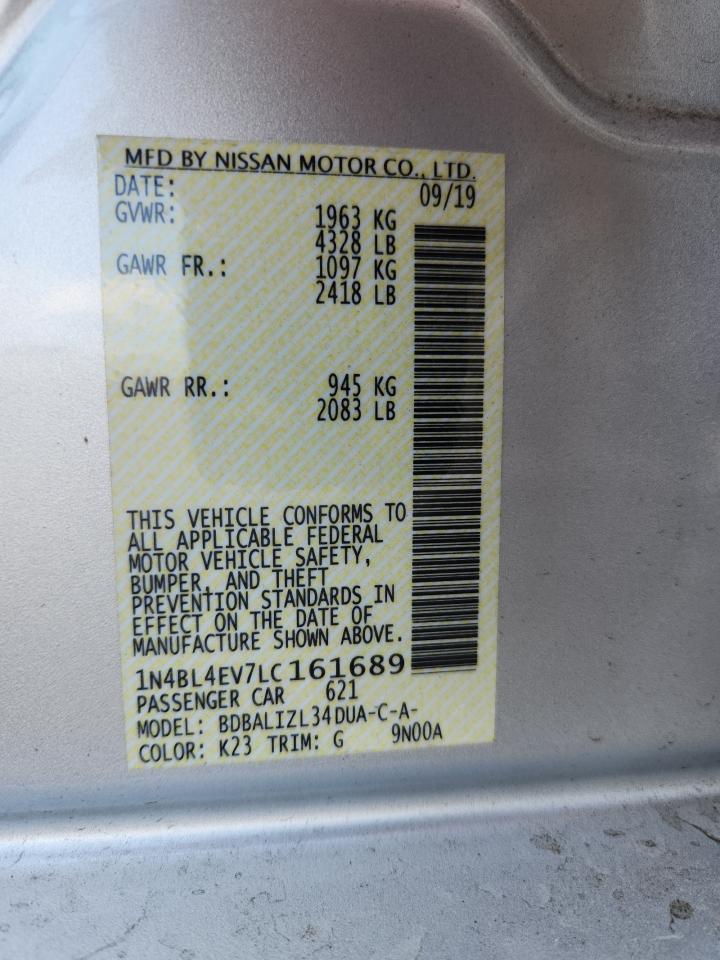 MFD BY NISSAN MOTOR CO., LTD.
DATE: 09/19
GVWR: 1963 KG
4328 LB
GAWR FR.: 1097 KG
2418 LB
GAWR RR.: 945 KG
2083 LB
THIS VEHICLE CONFORMS TO
ALL APPLICABLE FEDERAL
MOTOR VEHICLE SAFETY,
BUMPER, AND THEFT
PREVENTION STANDARDS IN
EFFECT ON THE DATE OF
MANUFACTURE SHOWN ABOVE.
1N4BL4EV7LC161689
PASSENGER CAR 621
MODEL: BDBALIZL34DUA-C-A-
COLOR: K23 TRIM: G 9N00A